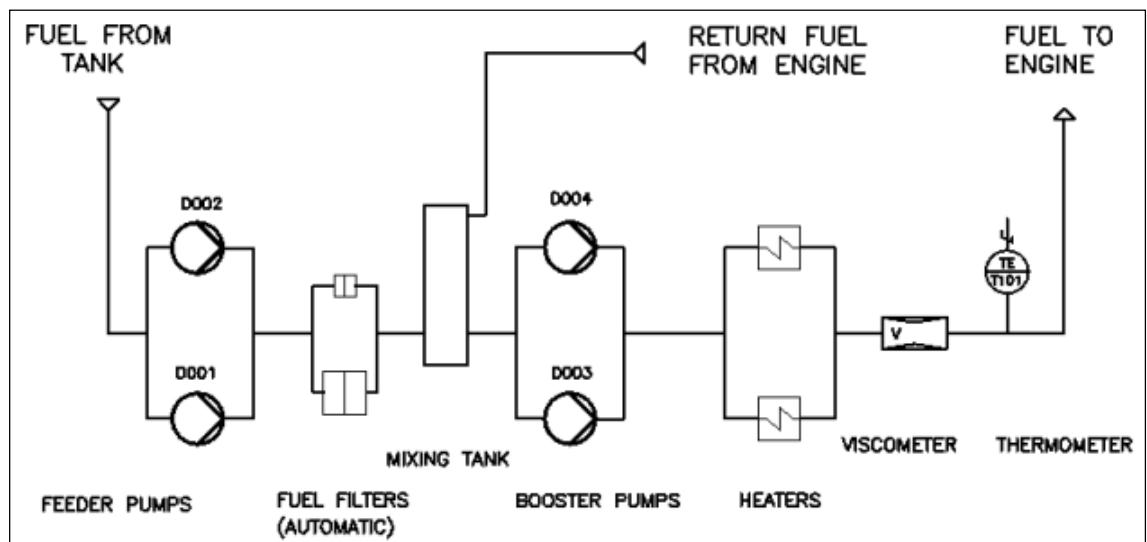 FUEL FROM
TANK
RETURN FUEL
FROM ENGINE
FUEL TO
ENGINE
D002
D004
TE
T101
D001
D003
V
MIXING TANK
VISCOMETER
THERMOMETER
FEEDER PUMPS
FUEL FILTERS
(AUTOMATIC)
BOOSTER PUMPS
HEATERS